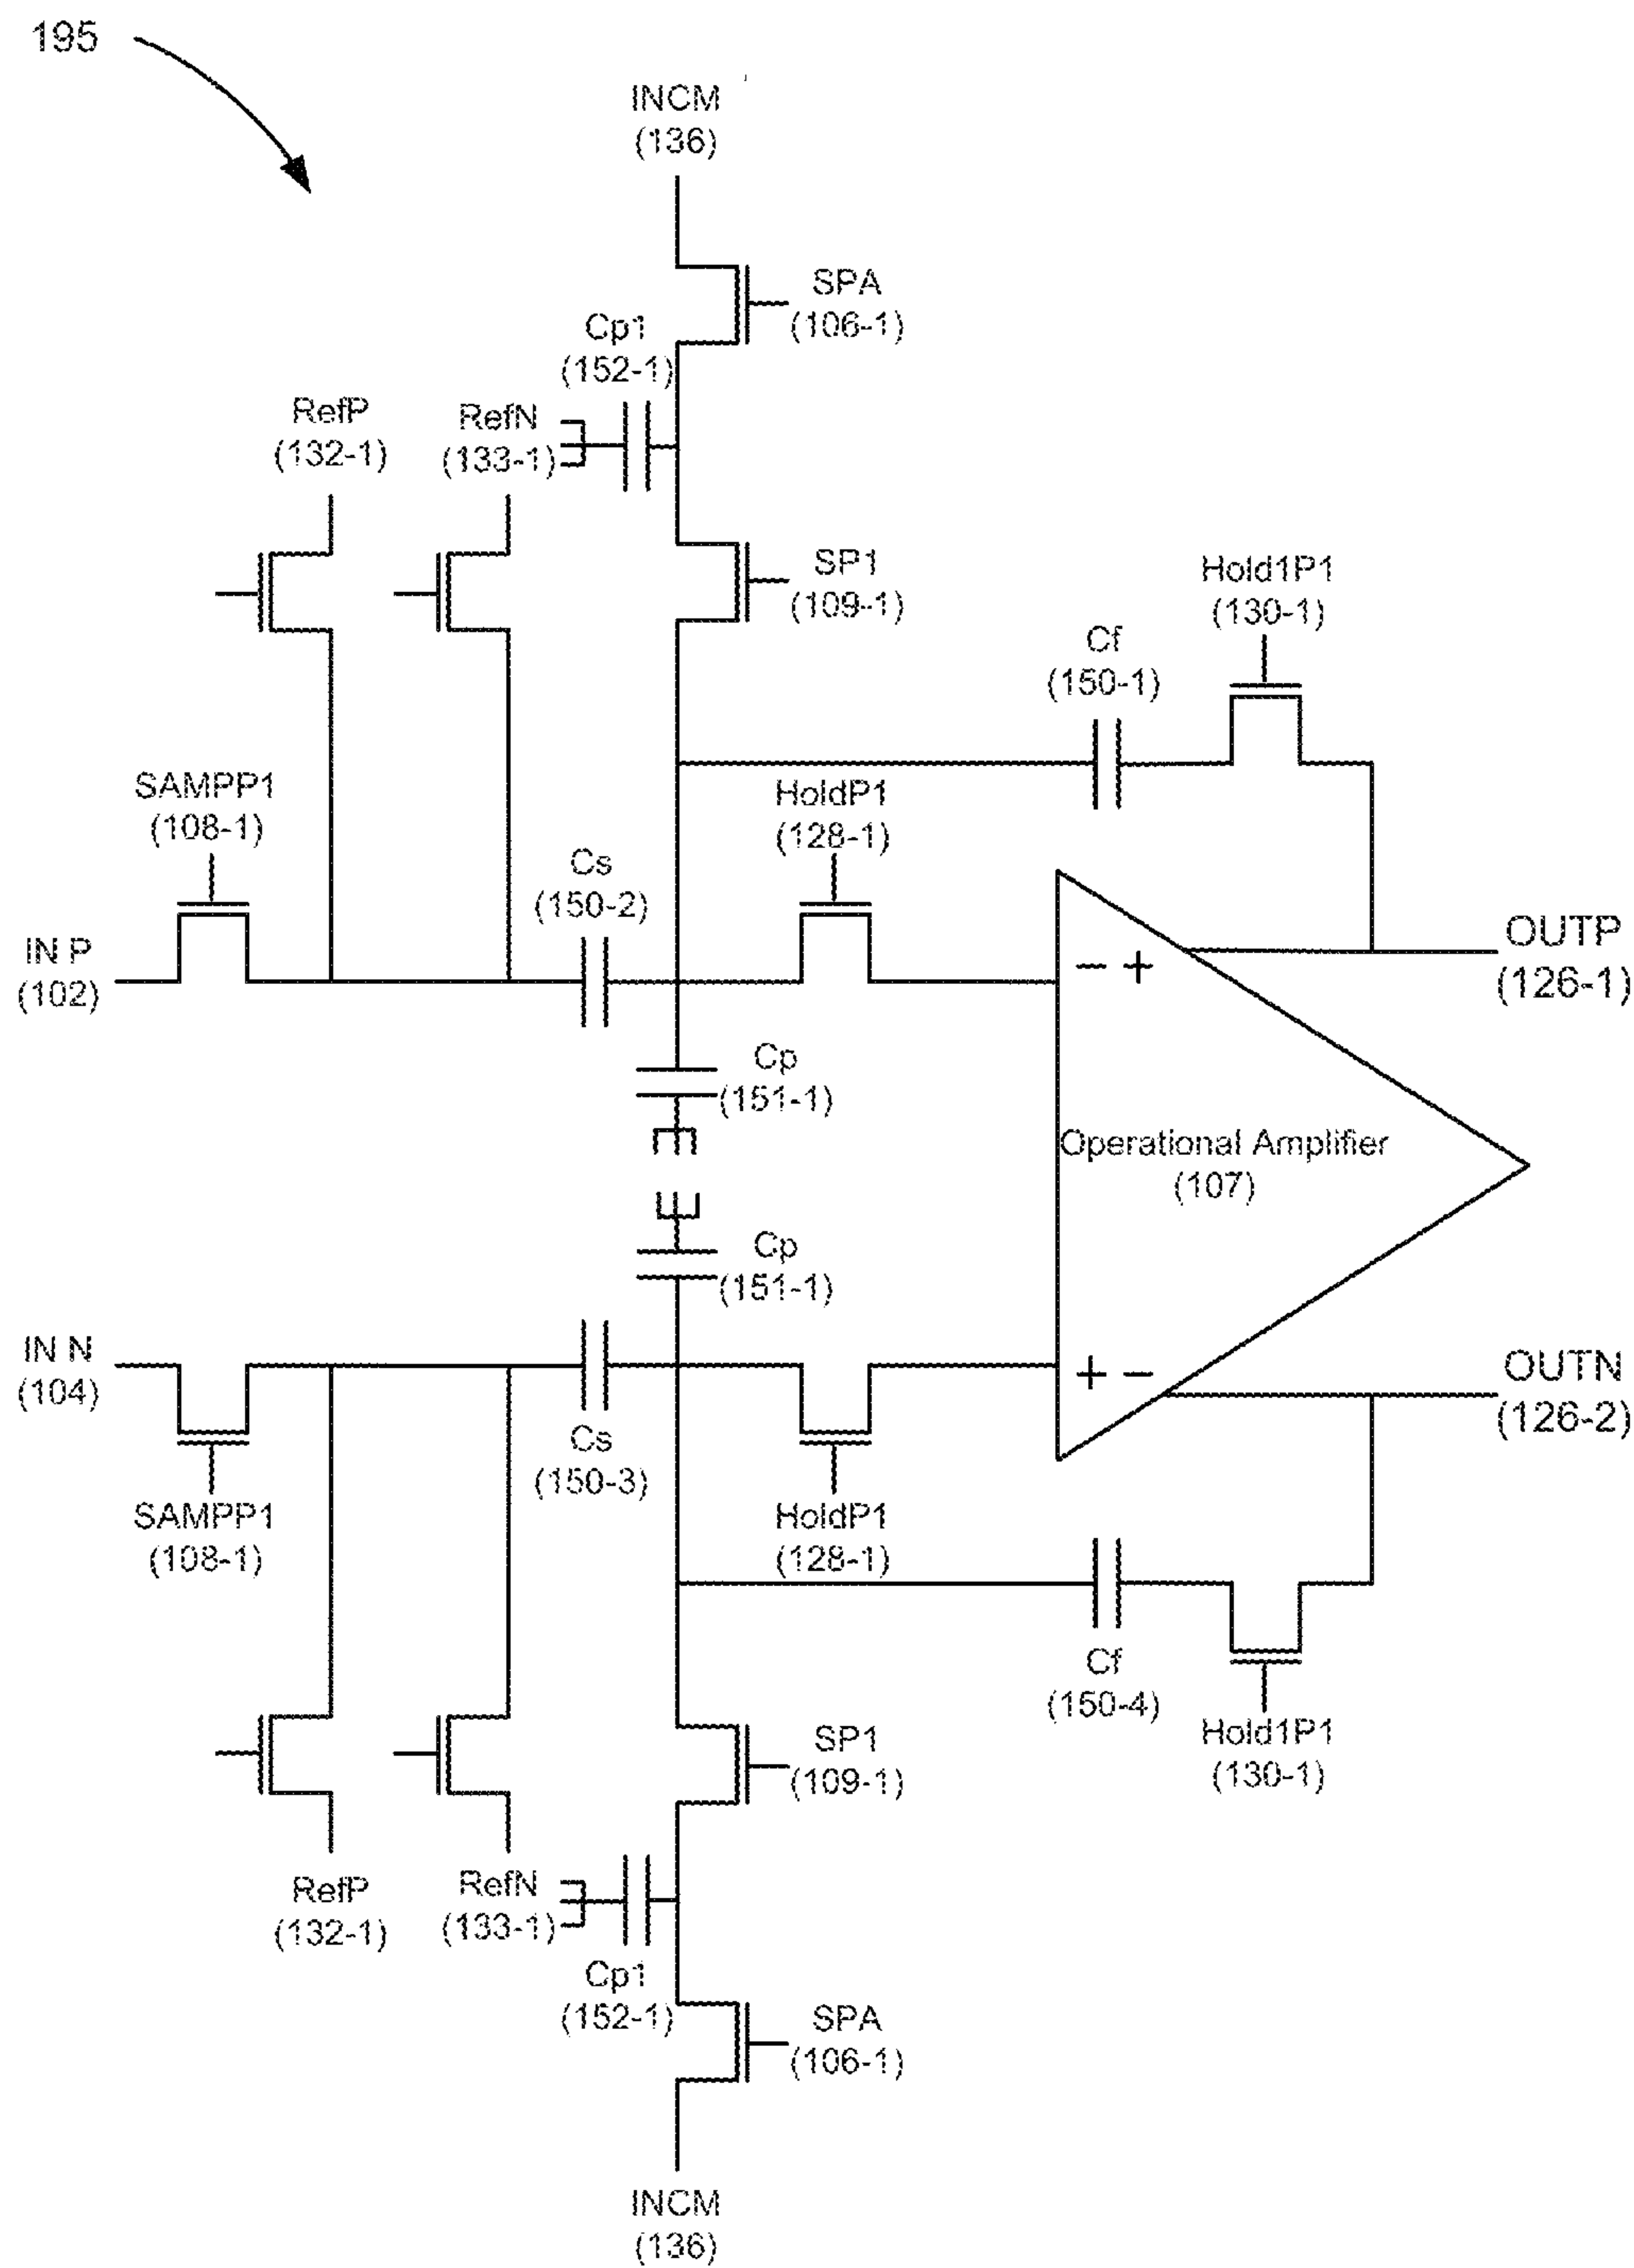 195
INCM
(136)
SPA
(106-1)
Cp1
(152-1)
RefP
(132-1)
RefN
(133-1)
SP1
(109-1)
Hold1P1
(130-1)
Cf
(150-1)
SAMPP1
(108-1)
HoldP1
(128-1)
Cs
(150-2)
IN P
(102)
- +
OUTP
(126-1)
Cp
(151-1)
Operational Amplifier
(107)
Cp
(151-1)
IN N
(104)
+ -
OUTN
(126-2)
Cs
(150-3)
SAMPP1
(108-1)
HoldP1
(128-1)
Cf
(150-4)
Hold1P1
(130-1)
SP1
(109-1)
RefP
(132-1)
RefN
(133-1)
Cp1
(152-1)
SPA
(106-1)
INCM
(136)